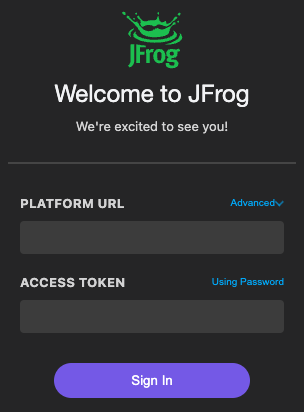 JFrog
Welcome to JFrog
We're excited to see you!
PLATFORM URL Advanced
ACCESS TOKEN Using Password
Sign In